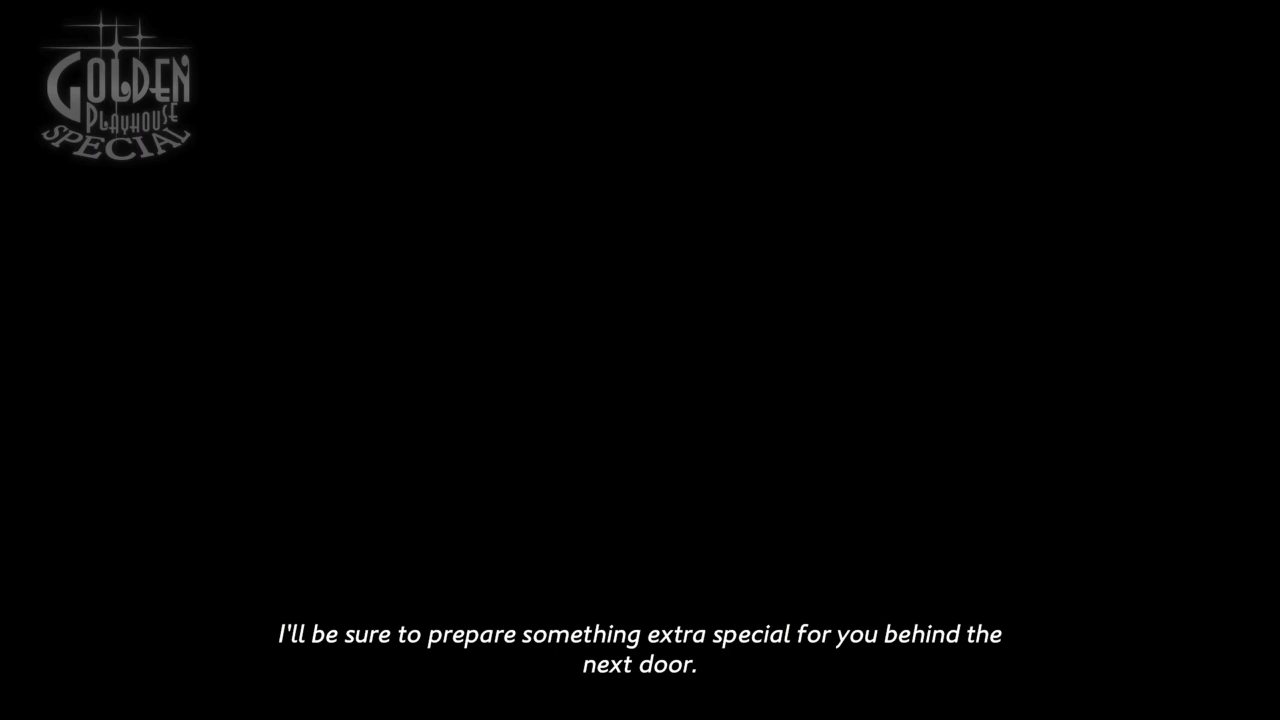 GOLDEN
PLAYHOUSE
SPECIAL
I'll be sure to prepare something extra special for you behind the
next door.